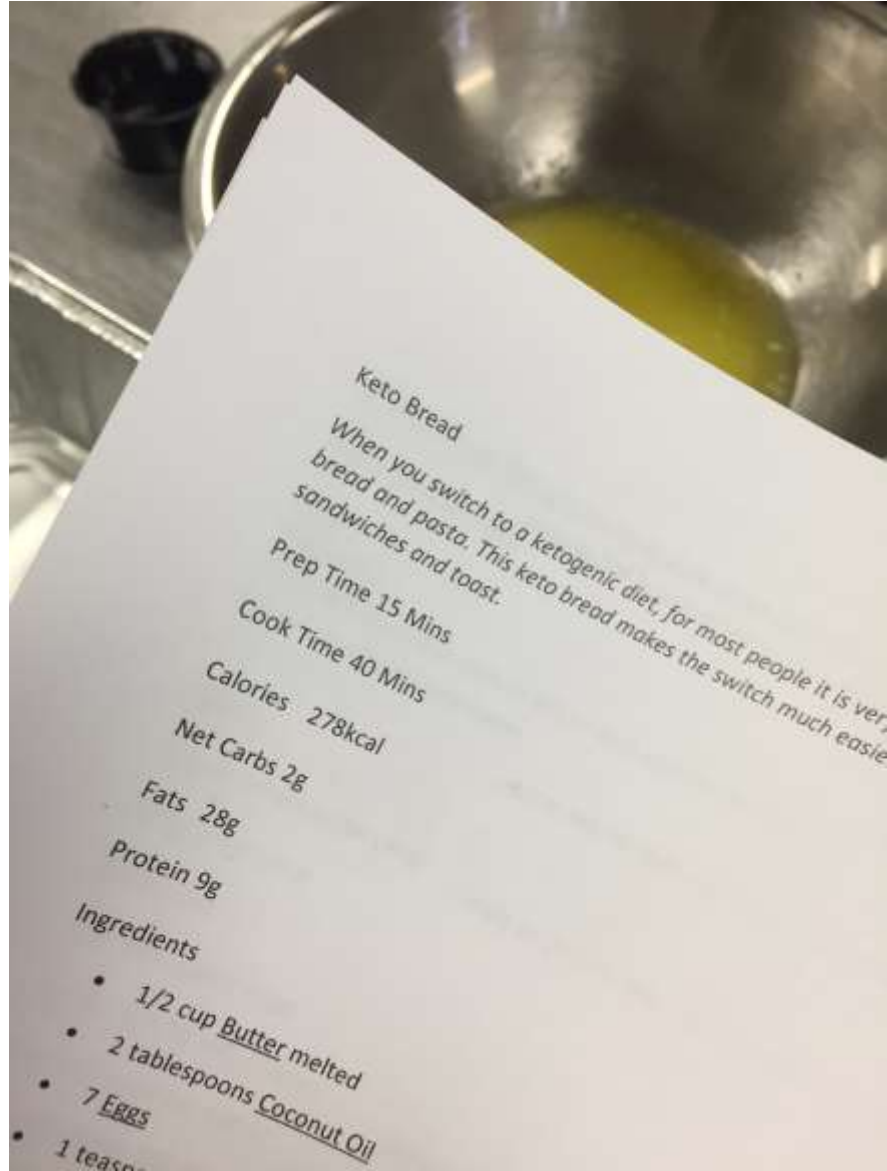 Keto Bread
When you switch to a ketogenic diet, for most people it is very
bread and pasta. This keto bread makes the switch much easie
sandwiches and toast.
Prep Time 15 Mins
Cook Time 40 Mins
Calories 278kcal
Net Carbs 2g
Fats 28g
Protein 9g
Ingredients
• 1/2 cup Butter melted
• 2 tablespoons Coconut Oil
• 7 Eggs
• 1 teasp